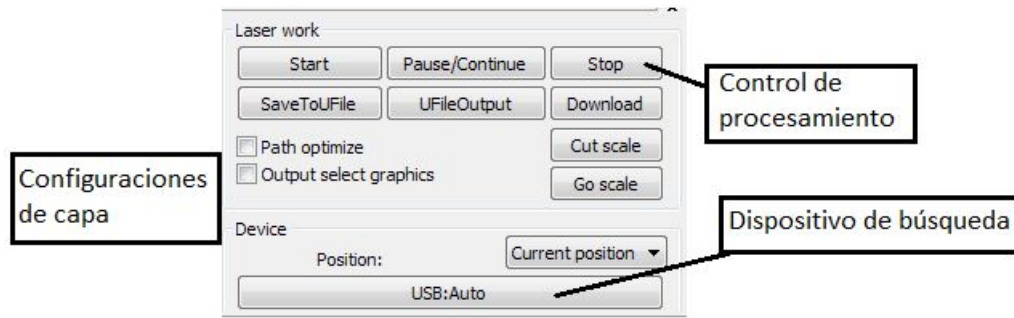 Laser work
Start Pause/Continue Stop
SaveToUFile UFileOutput Download
Path optimize Cut scale
Output select graphics Go scale
Device
Position: Current position
USB:Auto
Control de
procesamiento
Configuraciones
de capa
Dispositivo de búsqueda